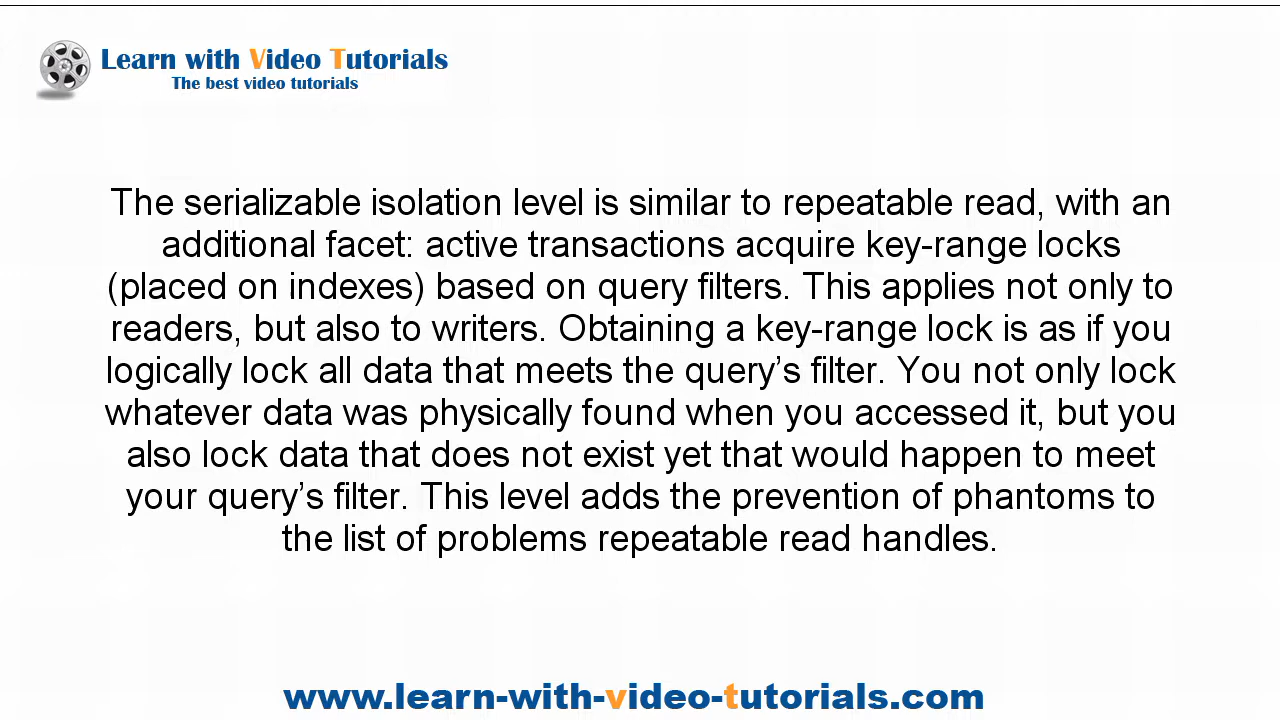 Learn with Video Tutorials
The best video tutorials
The serializable isolation level is similar to repeatable read, with an
additional facet: active transactions acquire key-range locks
(placed on indexes) based on query filters. This applies not only to
readers, but also to writers. Obtaining a key-range lock is as if you
logically lock all data that meets the query’s filter. You not only lock
whatever data was physically found when you accessed it, but you
also lock data that does not exist yet that would happen to meet
your query’s filter. This level adds the prevention of phantoms to
the list of problems repeatable read handles.
www.learn-with-video-tutorials.com